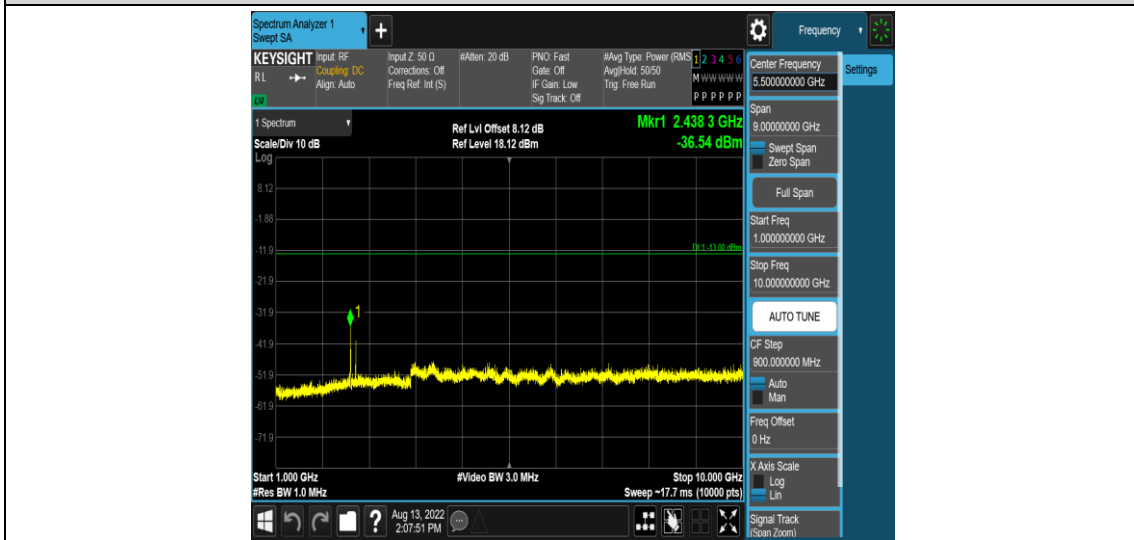 Spectrum Analyzer 1
Swept SA
Frequency
KEYSIGHT
RL
LXI
Input: RF
Coupling: DC
Align: Auto
Input Z: 50 Ω
Corrections: Off
Freq Ref: Int (S)
#Atten: 20 dB
PNO: Fast
Gate: Off
IF Gain: Low
Sig Track: Off
#Avg Type: Power (RMS
Avg|Hold: 50/50
Trig: Free Run
1 2 3 4 5 6
M W W W W W
P P P P P P
1 Spectrum
Scale/Div 10 dB
Log
Ref Lvl Offset 8.12 dB
Ref Level 18.12 dBm
Mkr1 2.438 3 GHz
-36.54 dBm
8.12
-1.88
-11.9
DL1 -13.00 dBm
-21.9
-31.9
1
-41.9
-51.9
-61.9
-71.9
Start 1.000 GHz
#Video BW 3.0 MHz
Stop 10.000 GHz
#Res BW 1.0 MHz
Sweep ~17.7 ms (10000 pts)
Aug 13, 2022
2:07:51 PM
Center Frequency
5.500000000 GHz
Settings
Span
9.00000000 GHz
Swept Span
Zero Span
Full Span
Start Freq
1.000000000 GHz
Stop Freq
10.000000000 GHz
AUTO TUNE
CF Step
900.000000 MHz
Auto
Man
Freq Offset
0 Hz
X Axis Scale
Log
Lin
Signal Track
(Span Zoom)